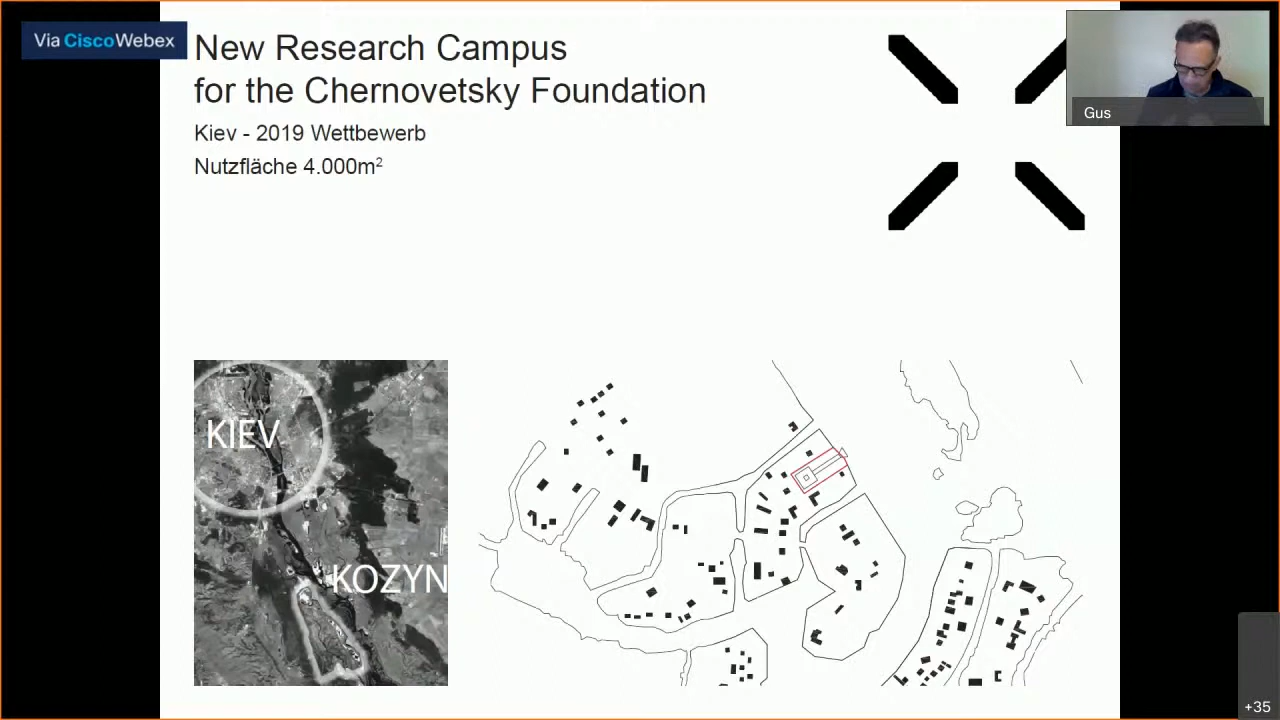 Via CiscoWebex
New Research Campus
for the Chernovetsky Foundation
Kiev - 2019 Wettbewerb
Nutzfläche 4.000m²
Gus
KIEV
KOZYN
+35